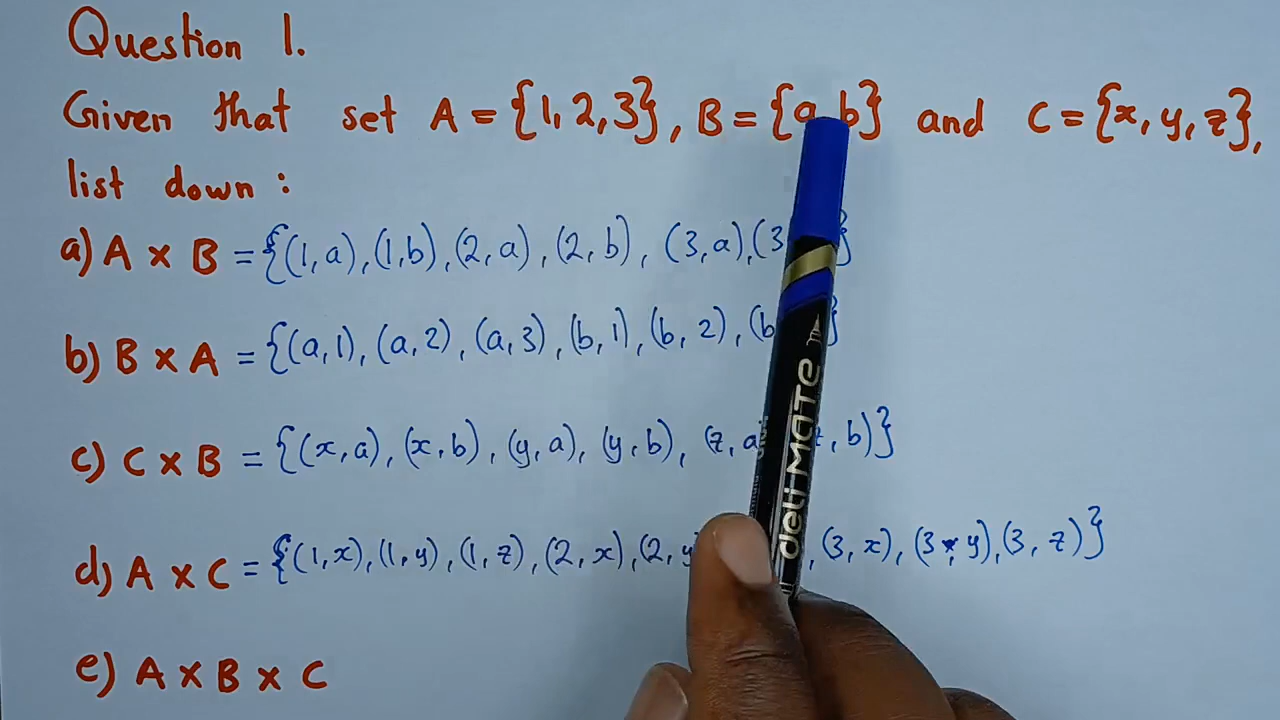 Question 1.
Given that set A = {1, 2, 3}, B = {a, b} and C = {x, y, z},
list down :
a) A × B = {(1, a), (1, b), (2, a), (2, b), (3, a), (3 }
b) B × A = {(a, 1), (a, 2), (a, 3), (b, 1), (b, 2), (b }
c) C × B = {(x, a), (x, b), (y, a), (y, b), (z, a , b)}
d) A × C = {(1, x), (1, y), (1, z), (2, x), (2, y , (3, x), (3, y), (3, z)}
e) A × B × C
deli MATE